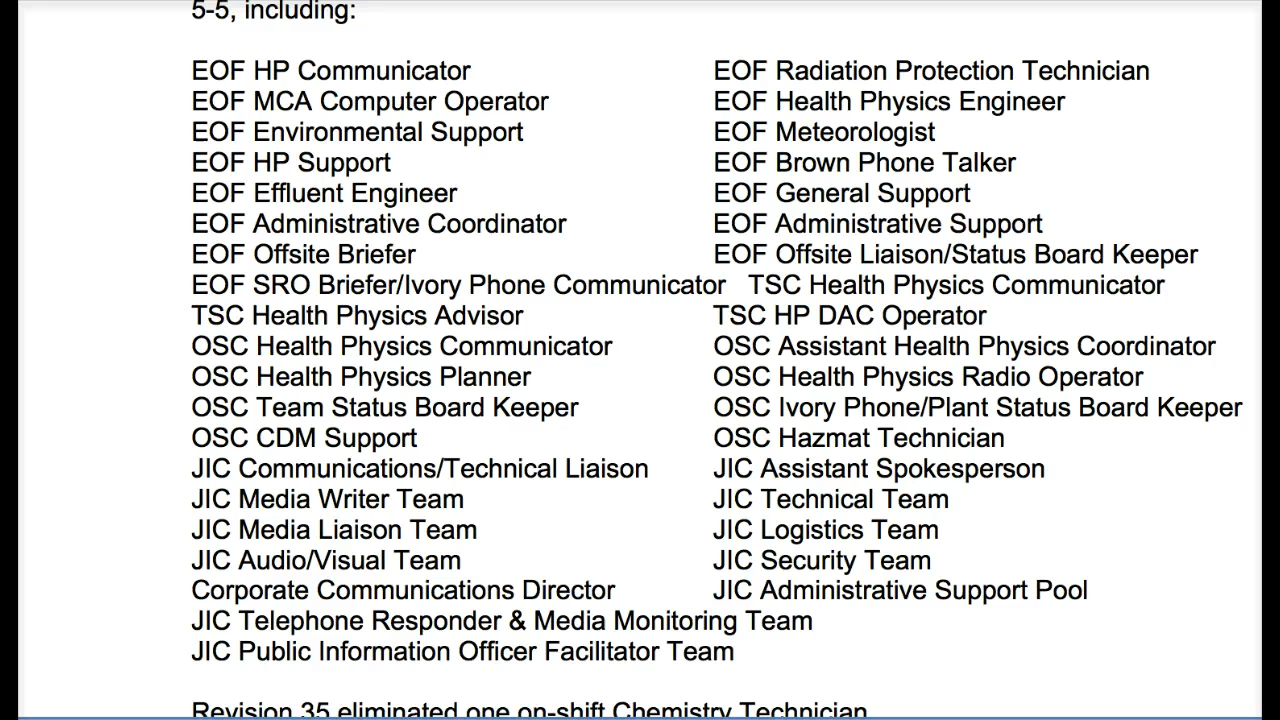 5-5, including:
EOF HP Communicator EOF Radiation Protection Technician
EOF MCA Computer Operator EOF Health Physics Engineer
EOF Environmental Support EOF Meteorologist
EOF HP Support EOF Brown Phone Talker
EOF Effluent Engineer EOF General Support
EOF Administrative Coordinator EOF Administrative Support
EOF Offsite Briefer EOF Offsite Liaison/Status Board Keeper
EOF SRO Briefer/Ivory Phone Communicator TSC Health Physics Communicator
TSC Health Physics Advisor TSC HP DAC Operator
OSC Health Physics Communicator OSC Assistant Health Physics Coordinator
OSC Health Physics Planner OSC Health Physics Radio Operator
OSC Team Status Board Keeper OSC Ivory Phone/Plant Status Board Keeper
OSC CDM Support OSC Hazmat Technician
JIC Communications/Technical Liaison JIC Assistant Spokesperson
JIC Media Writer Team JIC Technical Team
JIC Media Liaison Team JIC Logistics Team
JIC Audio/Visual Team JIC Security Team
Corporate Communications Director JIC Administrative Support Pool
JIC Telephone Responder & Media Monitoring Team
JIC Public Information Officer Facilitator Team
Revision 35 eliminated one on-shift Chemistry Technician